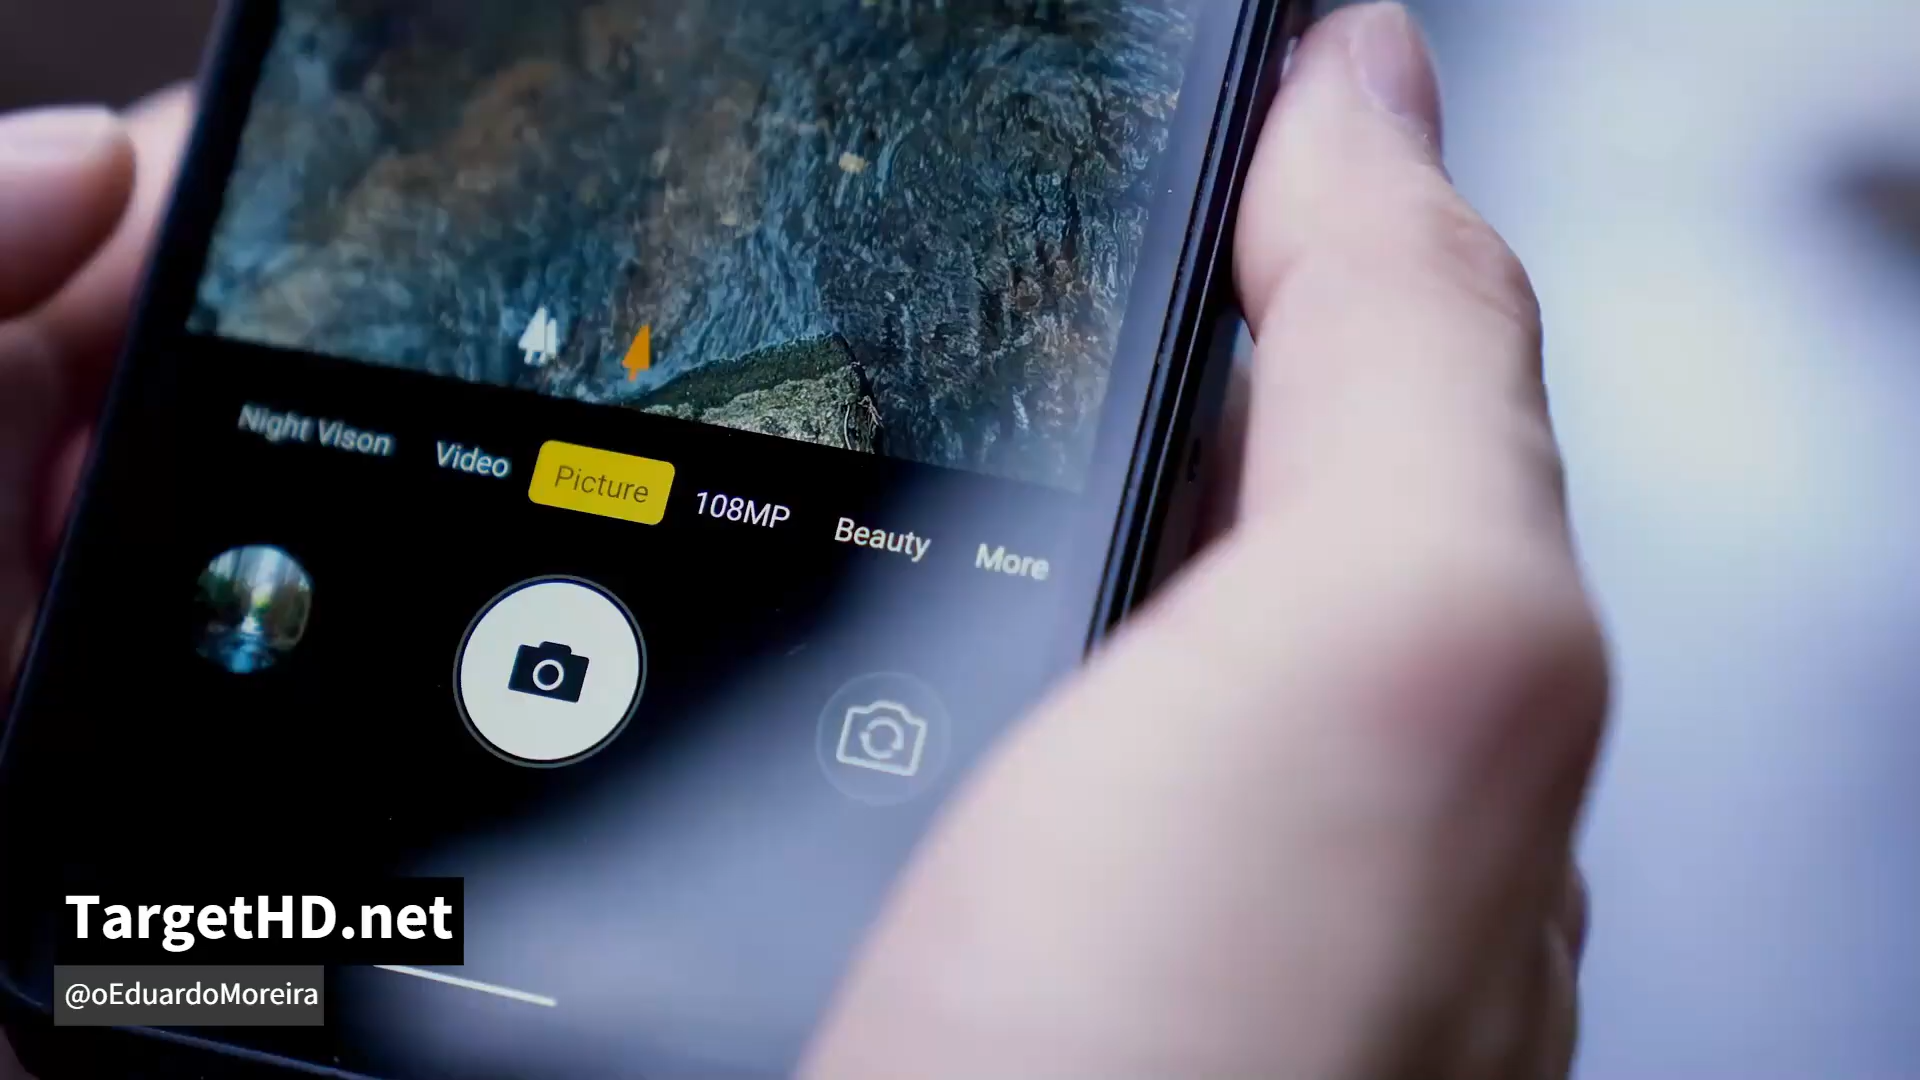 Night Vison
Video
Picture
108MP
Beauty
More
TargetHD.net
@oEduardoMoreira